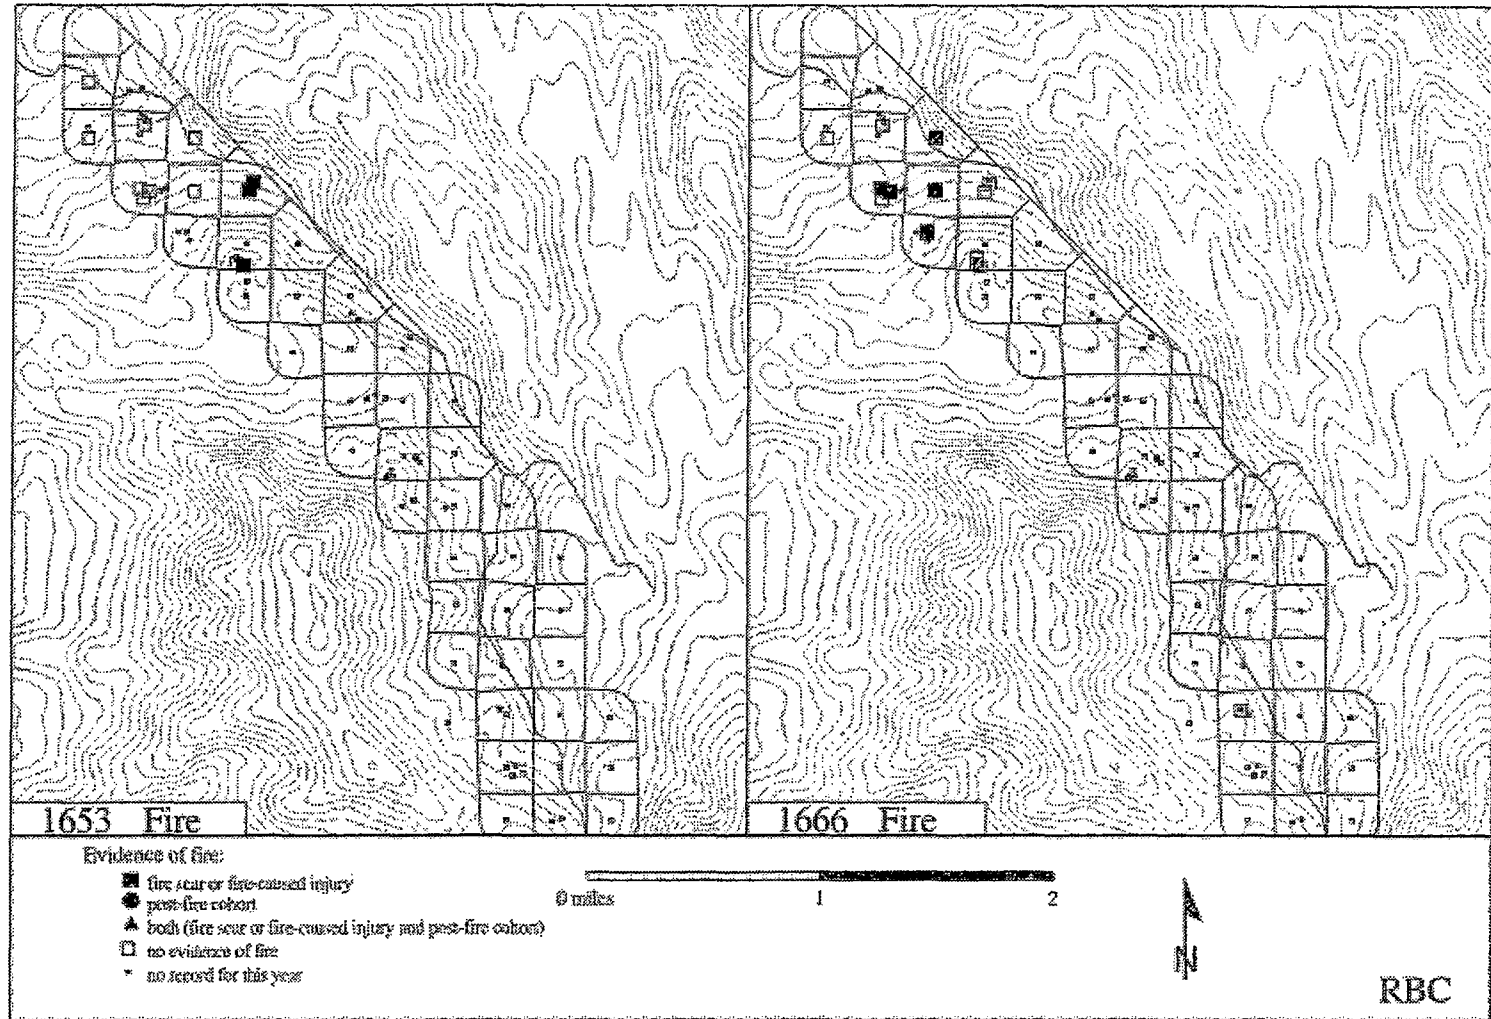 1653 Fire
1666 Fire
Evidence of fire:
fire scar or fire-caused injury
post-fire cohort
both (fire scar or fire-caused injury and post-fire cohort)
no evidence of fire
no record for this year
0 miles 1 2
N
RBC